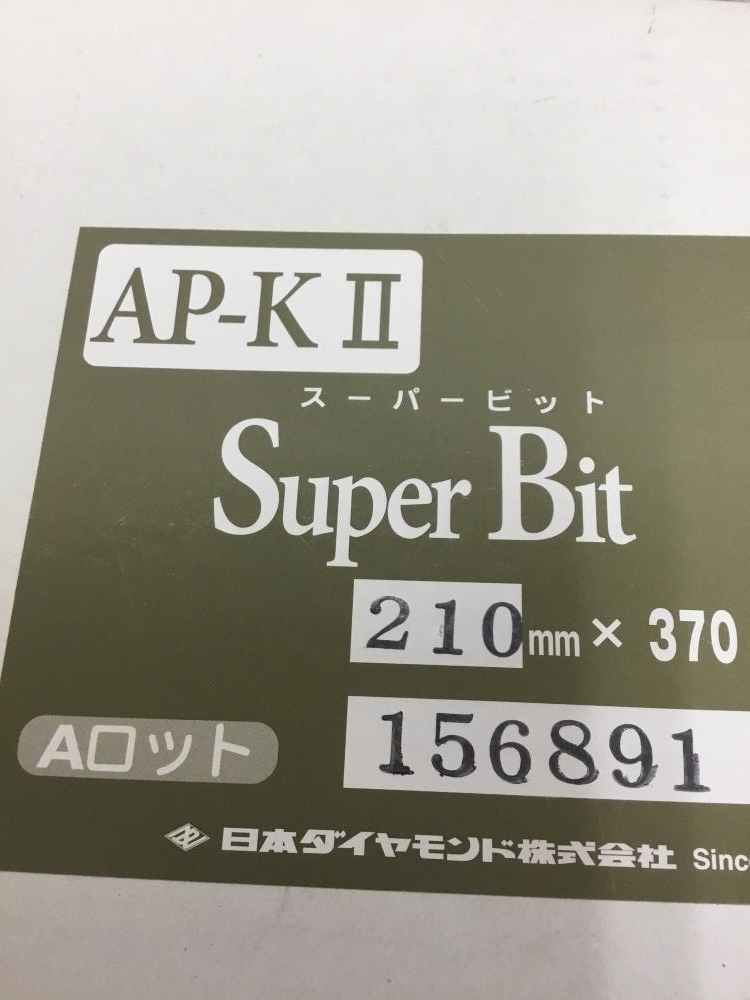 AP-K II
スーパービット
Super Bit
210mm × 370
Aロット
156891
日本ダイヤモンド株式会社